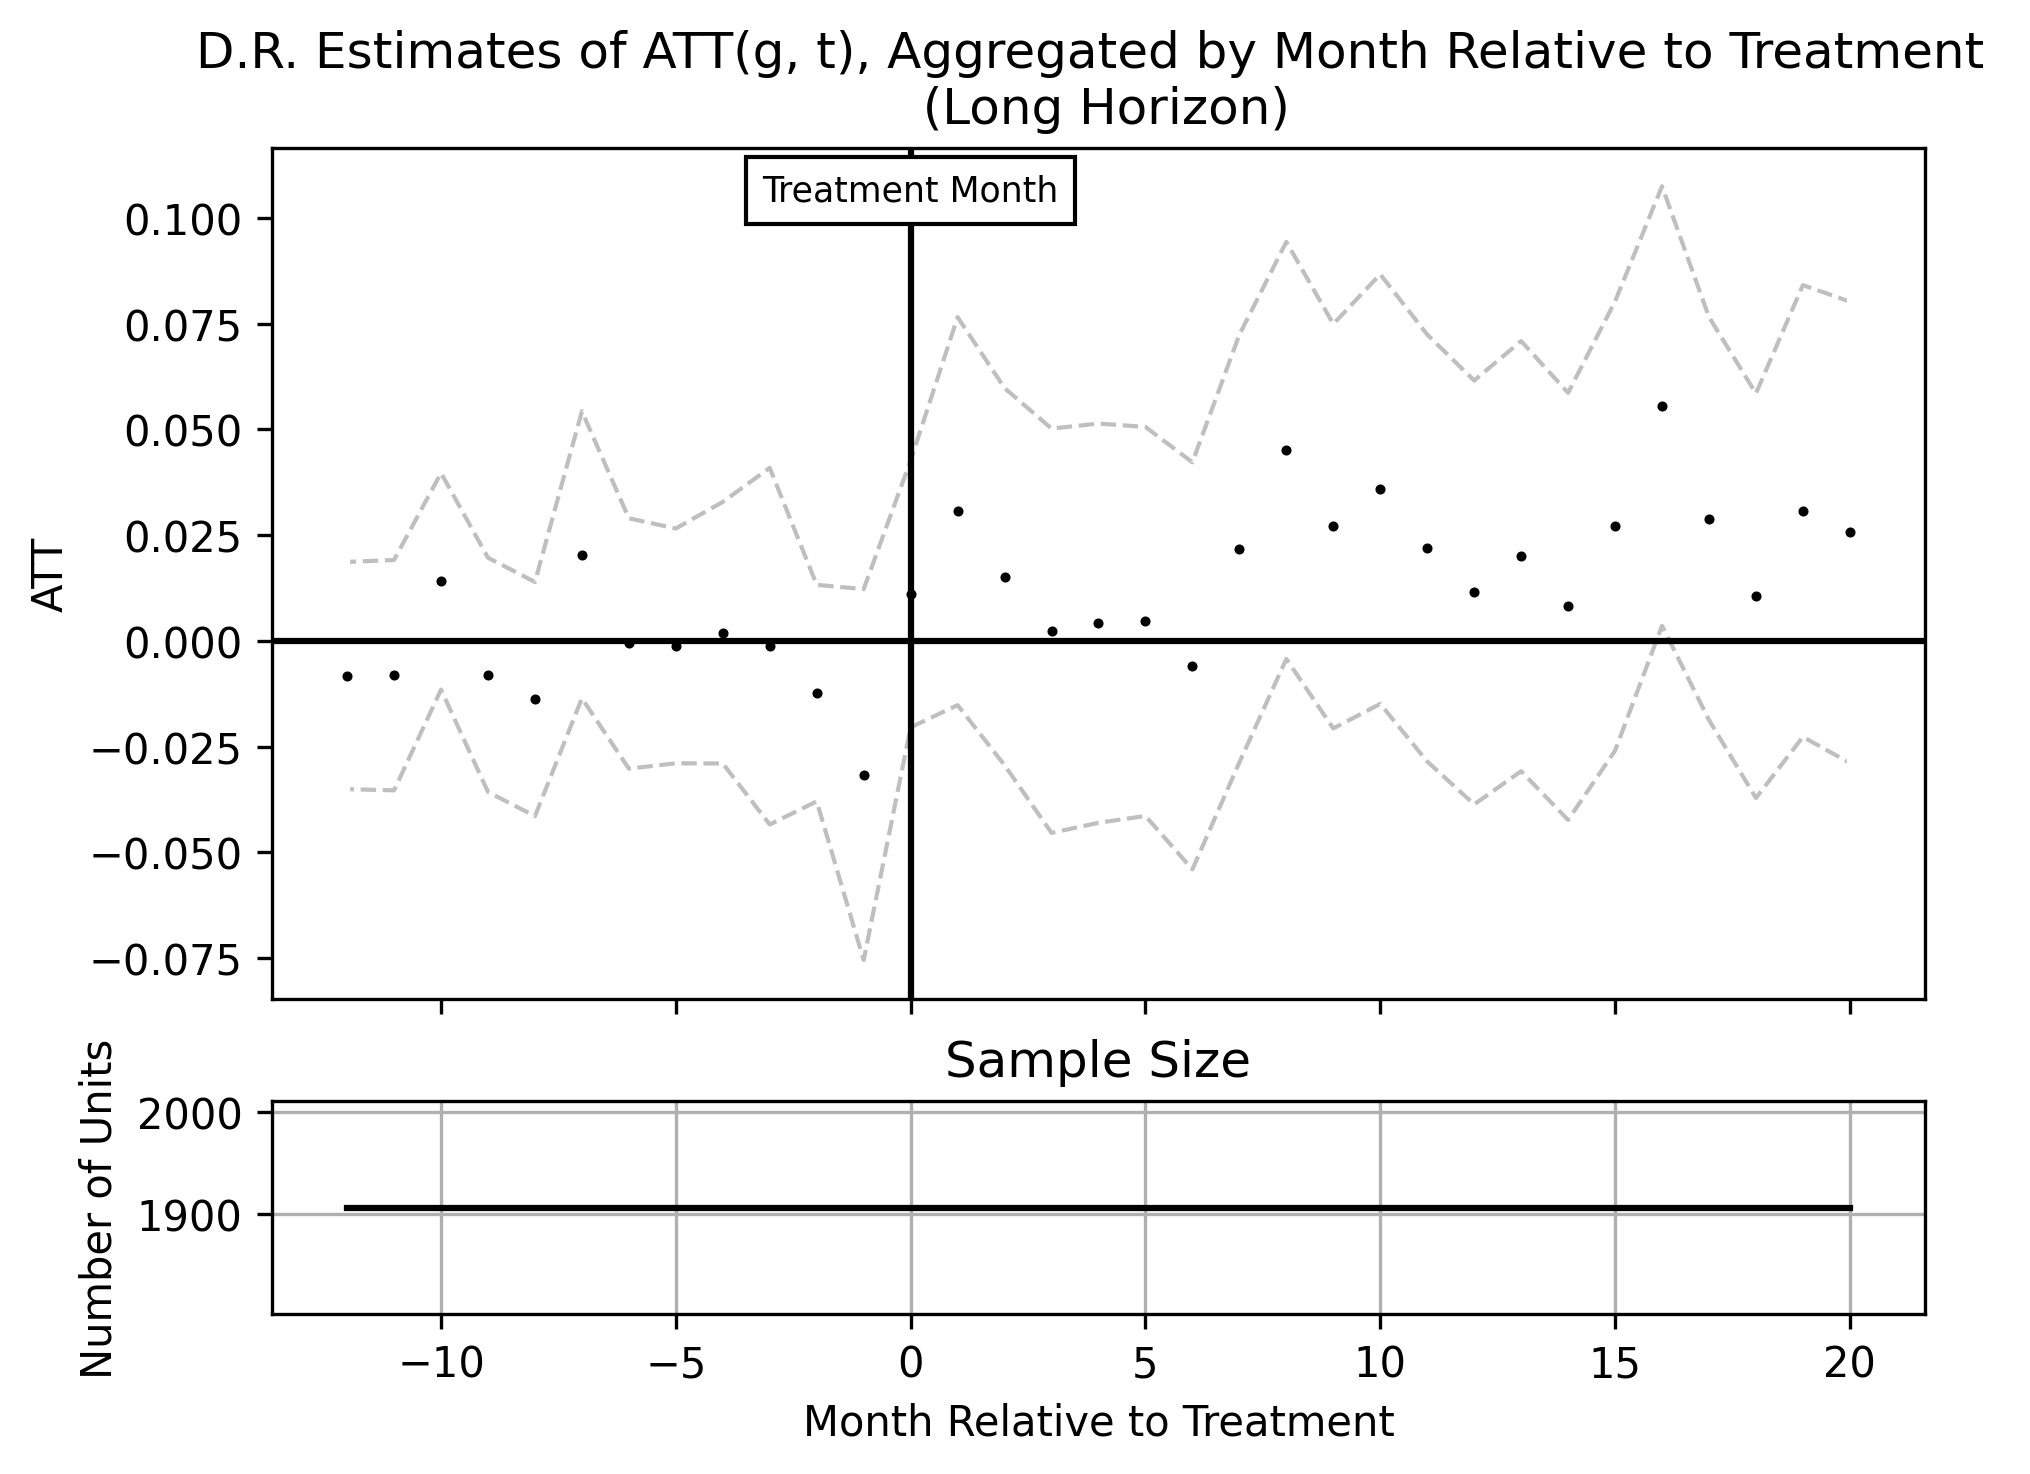 D.R. Estimates of ATT(g, t), Aggregated by Month Relative to Treatment
(Long Horizon)
Treatment Month
ATT
0.100
0.075
0.050
0.025
0.000
−0.025
−0.050
−0.075
Sample Size
Number of Units
2000
1900
−10 −5 0 5 10 15 20
Month Relative to Treatment